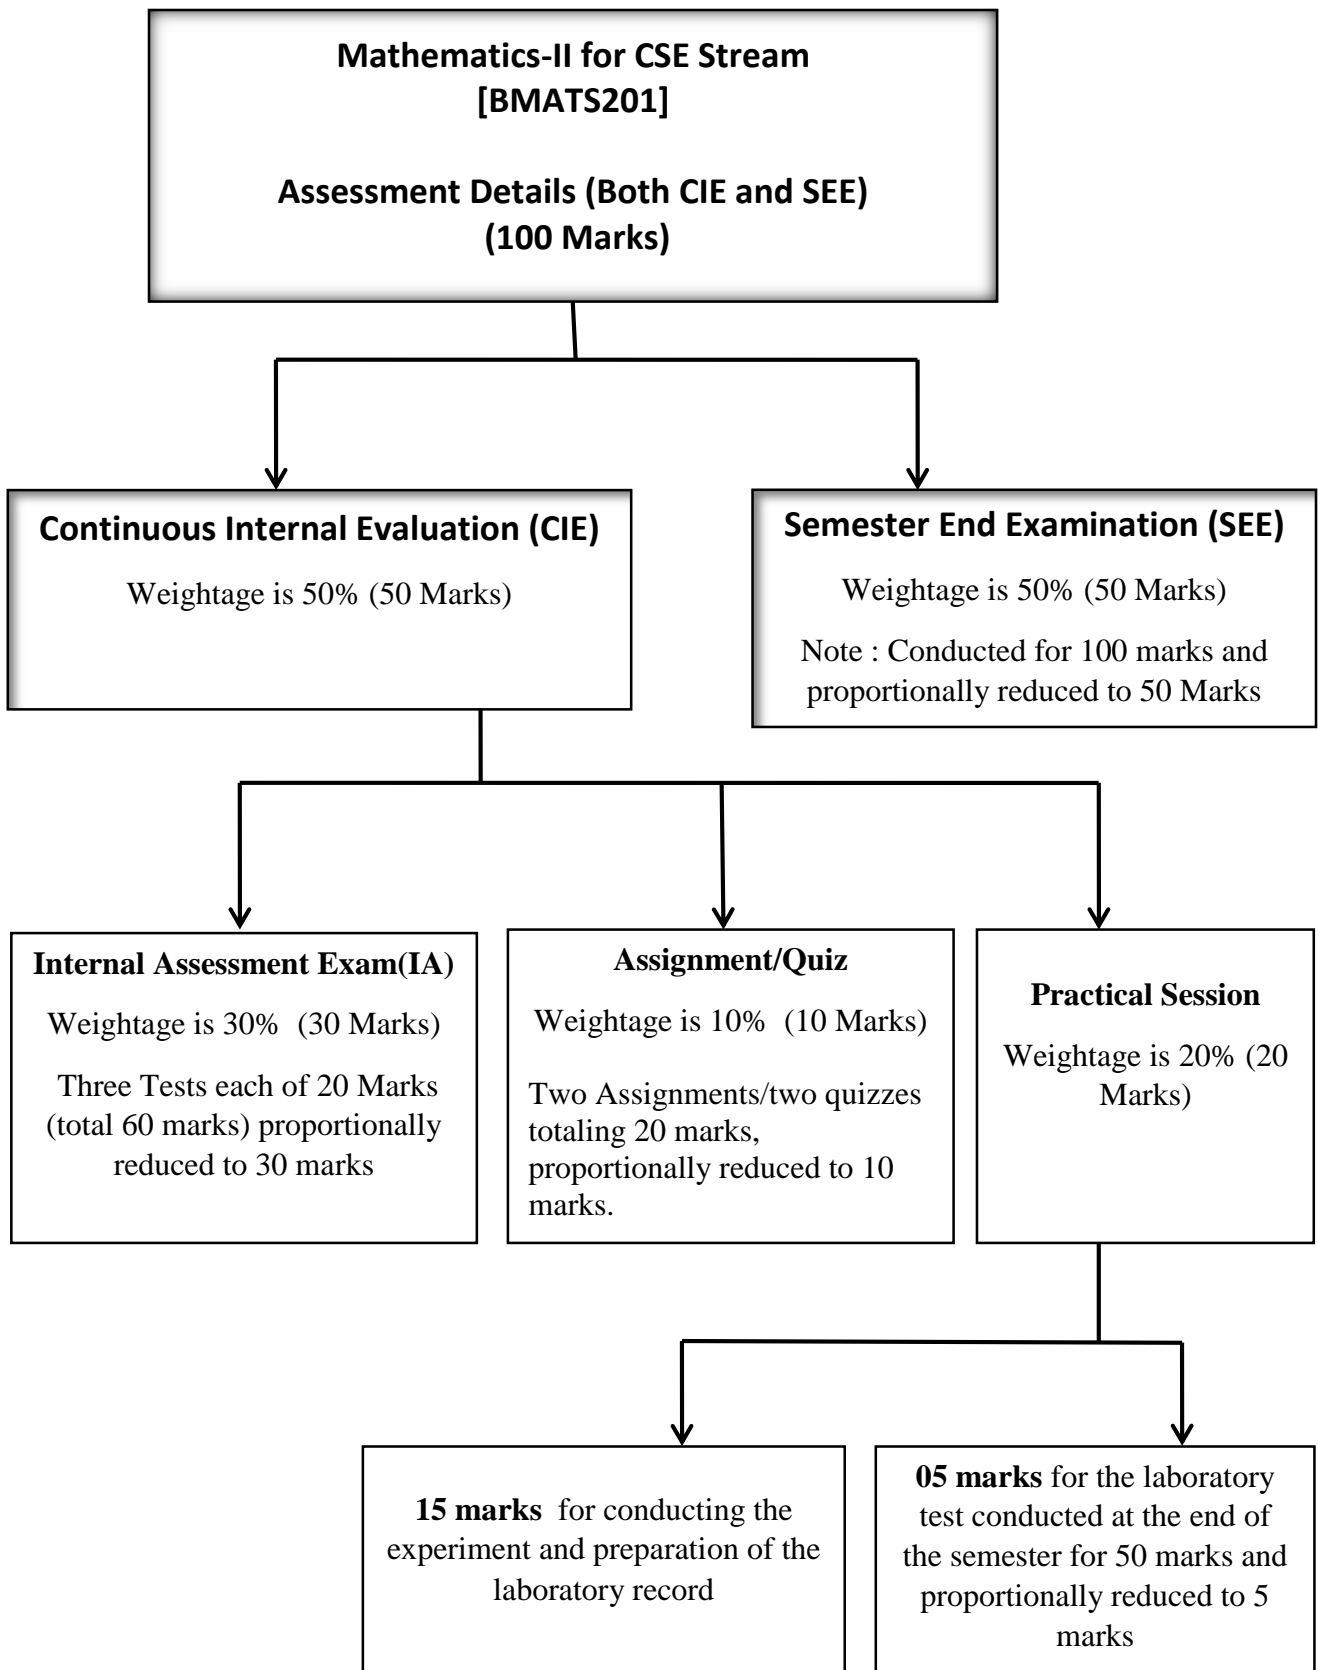 Mathematics-II for CSE Stream
[BMATS201]
Assessment Details (Both CIE and SEE)
(100 Marks)
Continuous Internal Evaluation (CIE)
Weightage is 50% (50 Marks)
Semester End Examination (SEE)
Weightage is 50% (50 Marks)
Note : Conducted for 100 marks and
proportionally reduced to 50 Marks
Internal Assessment Exam(IA)
Weightage is 30% (30 Marks)
Three Tests each of 20 Marks
(total 60 marks) proportionally
reduced to 30 marks
Assignment/Quiz
Weightage is 10% (10 Marks)
Two Assignments/two quizzes
totaling 20 marks,
proportionally reduced to 10
marks.
Practical Session
Weightage is 20% (20
Marks)
15 marks for conducting the
experiment and preparation of the
laboratory record
05 marks for the laboratory
test conducted at the end of
the semester for 50 marks and
proportionally reduced to 5
marks